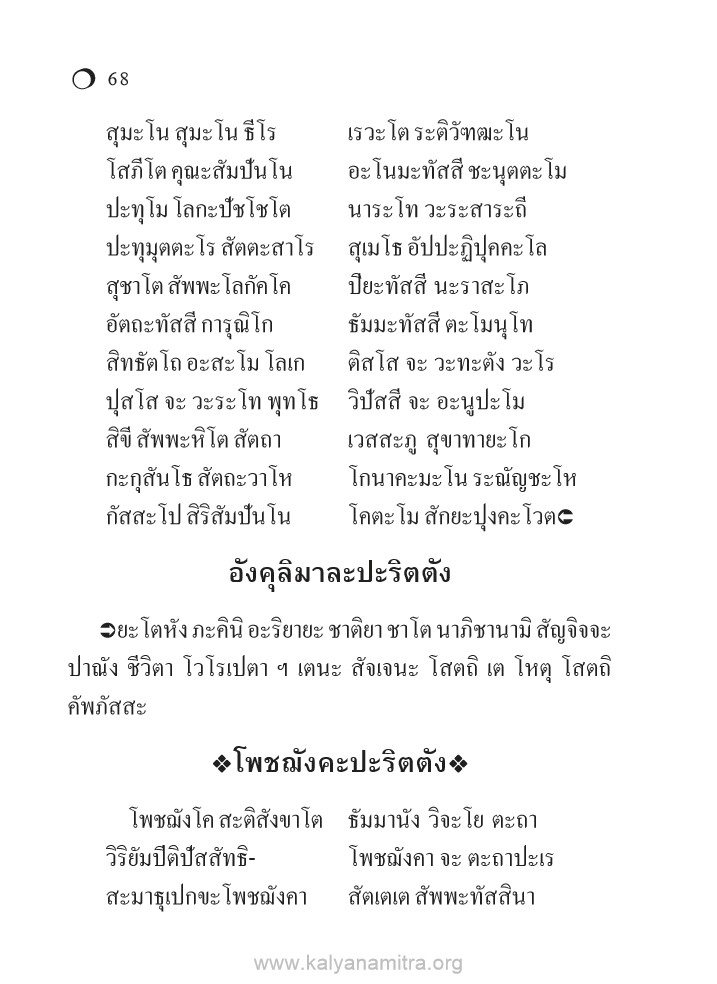 68
สุมะโน สุมะโน ธีโร เรวะโต ระติวัฑฒะโน
โสภีโต คุณะสัมปันโน อะโนมะทัสสี ชะนุตตะโม
ปะทุโม โลกะปัชโชโต นาระโท วะระสาระถี
ปะทุมุตตะโร สัตตะสาโร สุเมโธ อัปปะฏิปุคคะโล
สุชาโต สัพพะโลกัคโค ปิยะทัสสี นะราสะโภ
อัตถะทัสสี การุณิโก ธัมมะทัสสี ตะโมนุโท
สิทธัตโถ อะสะโม โลเก ติสโส จะ วะทะตัง วะโร
ปุสโส จะ วะระโท พุทโธ วิปัสสี จะ อะนูปะโม
สิขี สัพพะหิโต สัตถา เวสสะภู สุขาทายะโก
กะกุสันโธ สัตถะวาโห โกนาคะมะโน ระณัญชะโห
กัสสะโป สิริสัมปันโน โคตะโม สักยะปุงคะโวต
อังคุลิมาละปะริตตัง
ยะโตหัง ภะคินิ อะริยายะ ชาติยา ชาโต นาภิชานามิ สัญจิจจะ
ปาณัง ชีวิตา โวโรเปตา ฯ เตนะ สัจเจนะ โสตถิ เต โหตุ โสตถิ
คัพภัสสะ
❖โพชฌังคะปะริตตัง❖
โพชฌังโค สะติสังขาโต ธัมมานัง วิจะโย ตะถา
วิริยัมปีติปัสสัทธิ- โพชฌังคา จะ ตะถาปะเร
สะมาธุเปกขะโพชฌังคา สัตเตเต สัพพะทัสสินา
www.kalyanamitra.org